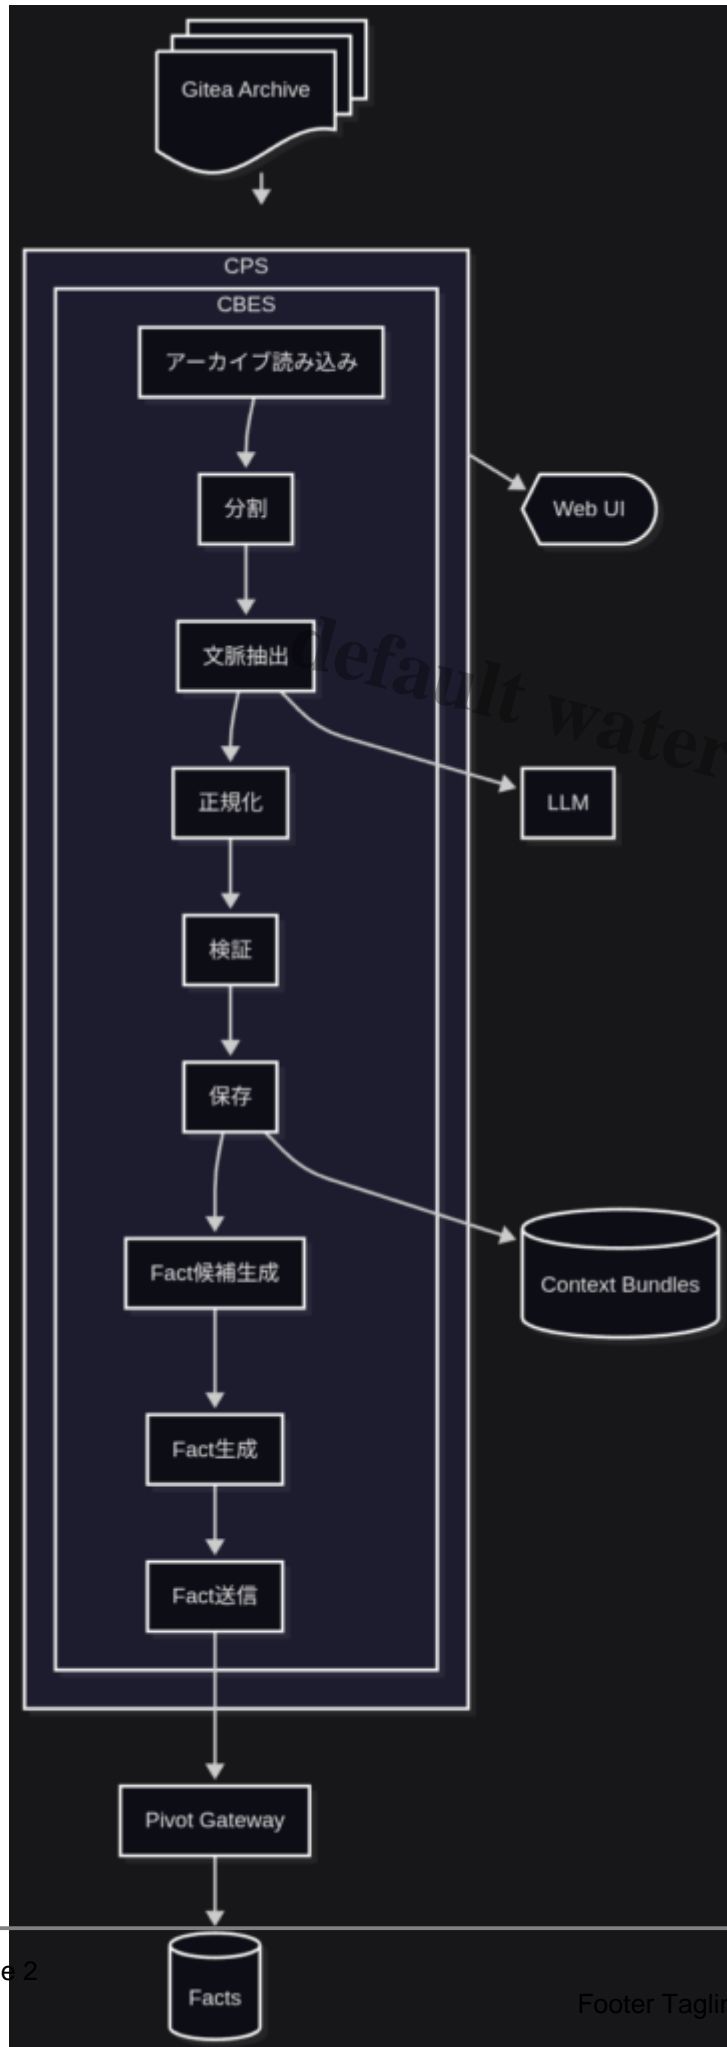 Gitea Archive
CPS
CBES
アーカイブ読み込み
分割
Web UI
文脈抽出
default water
正規化
LLM
検証
保存
Fact候補生成
Context Bundles
Fact生成
Fact送信
Pivot Gateway
e 2
Facts
Footer